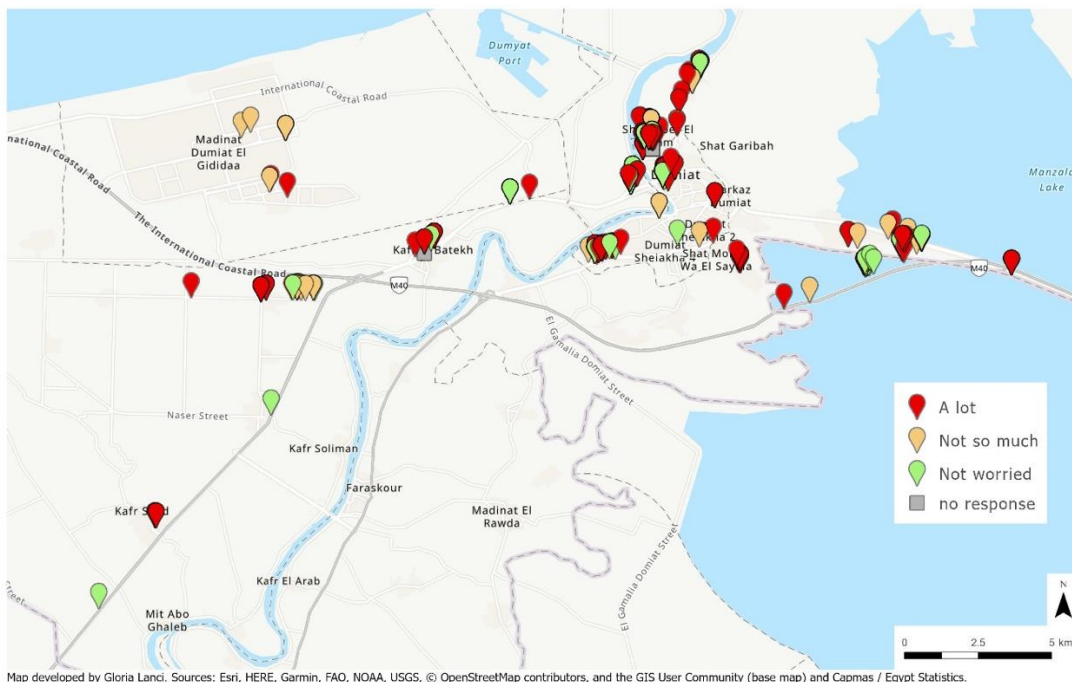 Dumyat
Port
International Coastal Road
Madinat
Dumiat El
Gididaa
International Coastal Road
The International Coastal Road
Shat Garibah
Manzala
Lake
Dumiat
Sheiakha
Dumiat
Shat
Wa El
M40
M40
El Gamalia Domiat Street
Naser Street
Kafr Soliman
Faraskour
Madinat El
Rawda
Kafr
Kafr El Arab
Mit Abo
Ghaleb
Street
El Gamalia Domiat Street
A lot
Not so much
Not worried
no response
N
0 2.5 5 km
Map developed by Gloria Lanci. Sources: Esri, HERE, Garmin, FAO, NOAA, USGS, © OpenStreetMap contributors, and the GIS User Community (base map) and Capmas / Egypt Statistics.